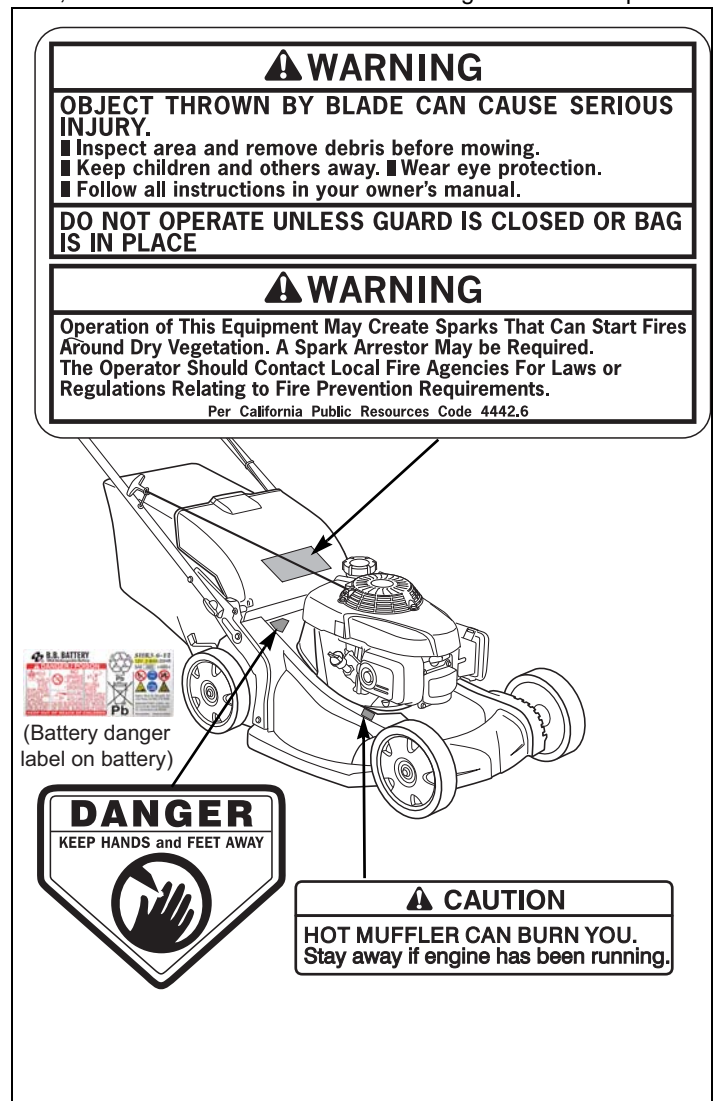 WARNING
OBJECT THROWN BY BLADE CAN CAUSE SERIOUS
INJURY.
Inspect area and remove debris before mowing.
Keep children and others away. Wear eye protection.
Follow all instructions in your owner's manual.
DO NOT OPERATE UNLESS GUARD IS CLOSED OR BAG
IS IN PLACE
WARNING
Operation of This Equipment May Create Sparks That Can Start Fires
Around Dry Vegetation. A Spark Arrestor May be Required.
The Operator Should Contact Local Fire Agencies For Laws or
Regulations Relating to Fire Prevention Requirements.
Per California Public Resources Code 4442.6
B.B. BATTERY
DANGER/POISON
Pb
Pb
(Battery danger
label on battery)
DANGER
KEEP HANDS and FEET AWAY
CAUTION
HOT MUFFLER CAN BURN YOU.
Stay away if engine has been running.